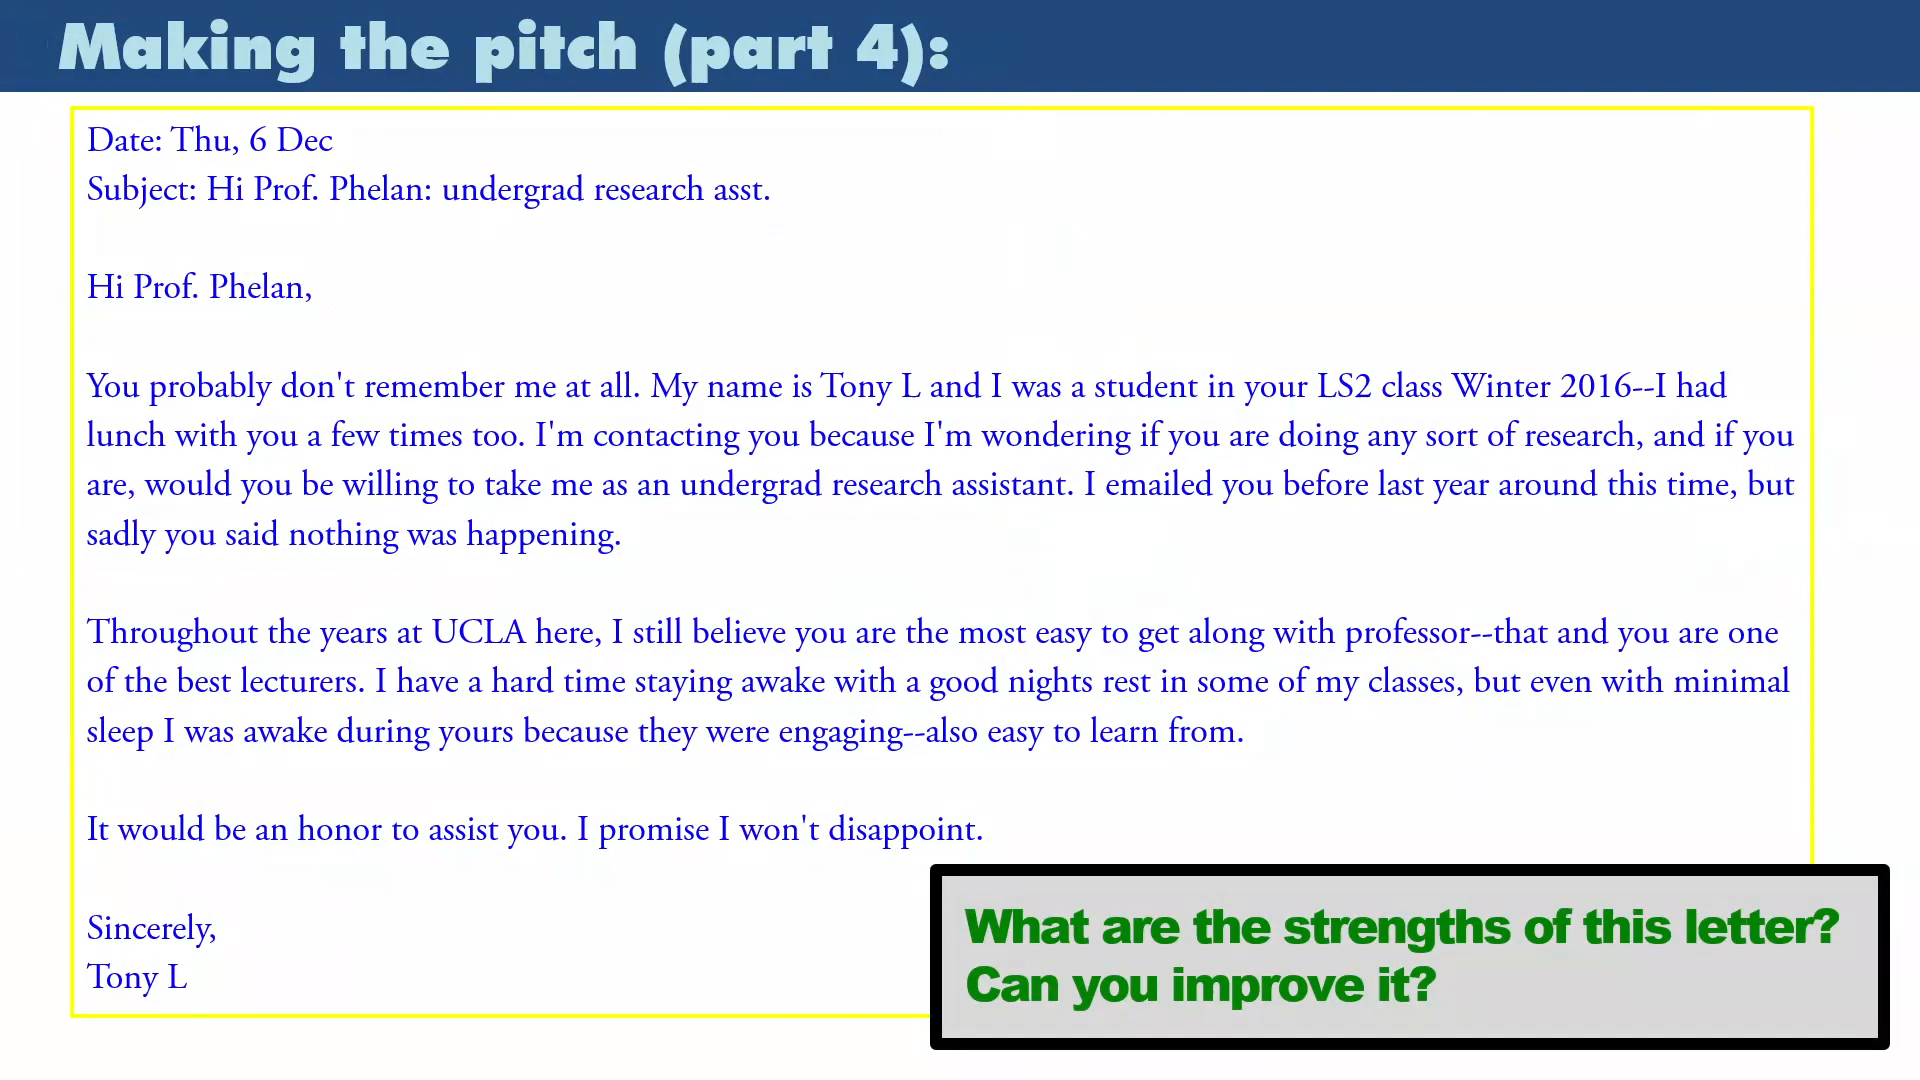 Making the pitch (part 4):
Date: Thu, 6 Dec
Subject: Hi Prof. Phelan: undergrad research asst.
Hi Prof. Phelan,
You probably don't remember me at all. My name is Tony L and I was a student in your LS2 class Winter 2016--I had
lunch with you a few times too. I'm contacting you because I'm wondering if you are doing any sort of research, and if you
are, would you be willing to take me as an undergrad research assistant. I emailed you before last year around this time, but
sadly you said nothing was happening.
Throughout the years at UCLA here, I still believe you are the most easy to get along with professor--that and you are one
of the best lecturers. I have a hard time staying awake with a good nights rest in some of my classes, but even with minimal
sleep I was awake during yours because they were engaging--also easy to learn from.
It would be an honor to assist you. I promise I won't disappoint.
Sincerely,
Tony L
What are the strengths of this letter?
Can you improve it?